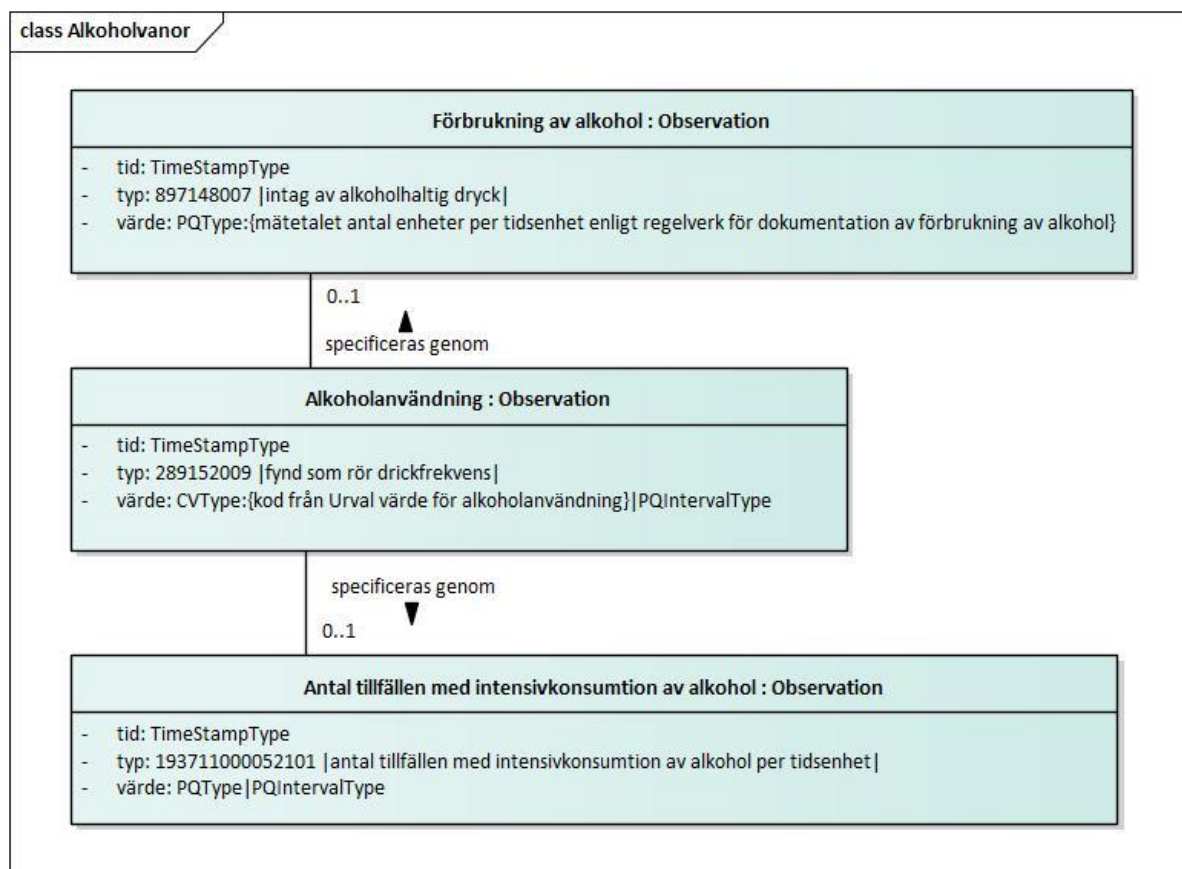 class Alkoholvanor
Förbrukning av alkohol : Observation
- tid: TimeStampType
- typ: 897148007 |intag av alkoholhaltig dryck|
- värde: PQType:{mätetalet antal enheter per tidsenhet enligt regelverk för dokumentation av förbrukning av alkohol}
0..1
specificeras genom
Alkoholanvändning : Observation
- tid: TimeStampType
- typ: 289152009 |fynd som rör drickfrekvens|
- värde: CVType:{kod från Urval värde för alkoholanvändning}|PQIntervalType
specificeras genom
0..1
Antal tillfällen med intensivkonsumtion av alkohol : Observation
- tid: TimeStampType
- typ: 193711000052101 |antal tillfällen med intensivkonsumtion av alkohol per tidsenhet|
- värde: PQType|PQIntervalType